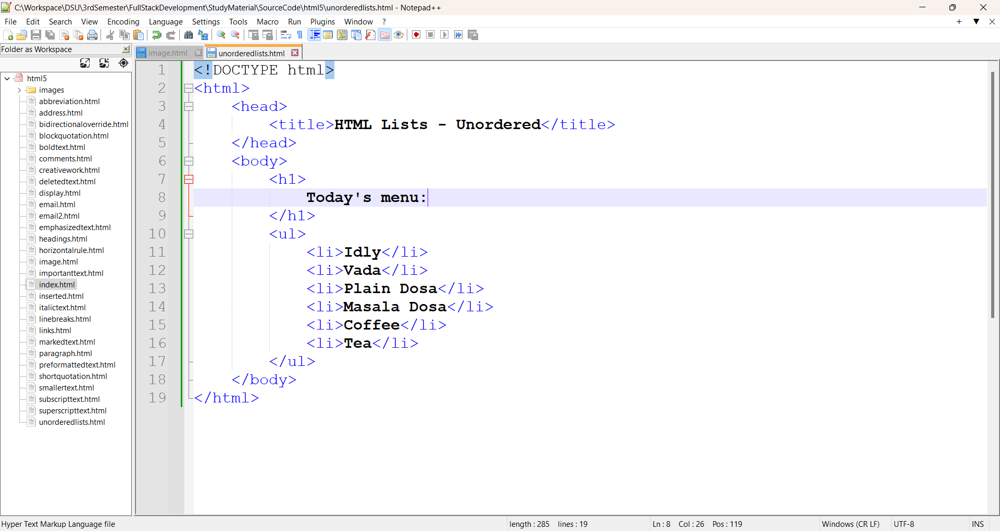 C:\Workspace\DSU\3rdSemester\FullStackDevelopment\StudyMaterial\SourceCode\html5\unorderedlists.html - Notepad++
File Edit Search View Encoding Language Settings Tools Macro Run Plugins Window ?
Folder as Workspace
image.html unorderedlists.html
html5
images
abbreviation.html
address.html
bidirectionaloverride.html
blockquotation.html
boldtext.html
comments.html
creativework.html
deletedtext.html
display.html
email.html
email2.html
emphasizedtext.html
headings.html
horizontalrule.html
image.html
importanttext.html
index.html
inserted.html
italictext.html
linebreaks.html
links.html
markedtext.html
paragraph.html
preformattedtext.html
shortquotation.html
smallertext.html
subscripttext.html
superscripttext.html
unorderedlists.html
1 <!DOCTYPE html>
2 <html>
3 <head>
4 <title>HTML Lists - Unordered</title>
5 </head>
6 <body>
7 <h1>
8 Today's menu:
9 </h1>
10 <ul>
11 <li>Idly</li>
12 <li>Vada</li>
13 <li>Plain Dosa</li>
14 <li>Masala Dosa</li>
15 <li>Coffee</li>
16 <li>Tea</li>
17 </ul>
18 </body>
19 </html>
Hyper Text Markup Language file length : 285 lines : 19 Ln : 8 Col : 26 Pos : 119 Windows (CR LF) UTF-8 INS